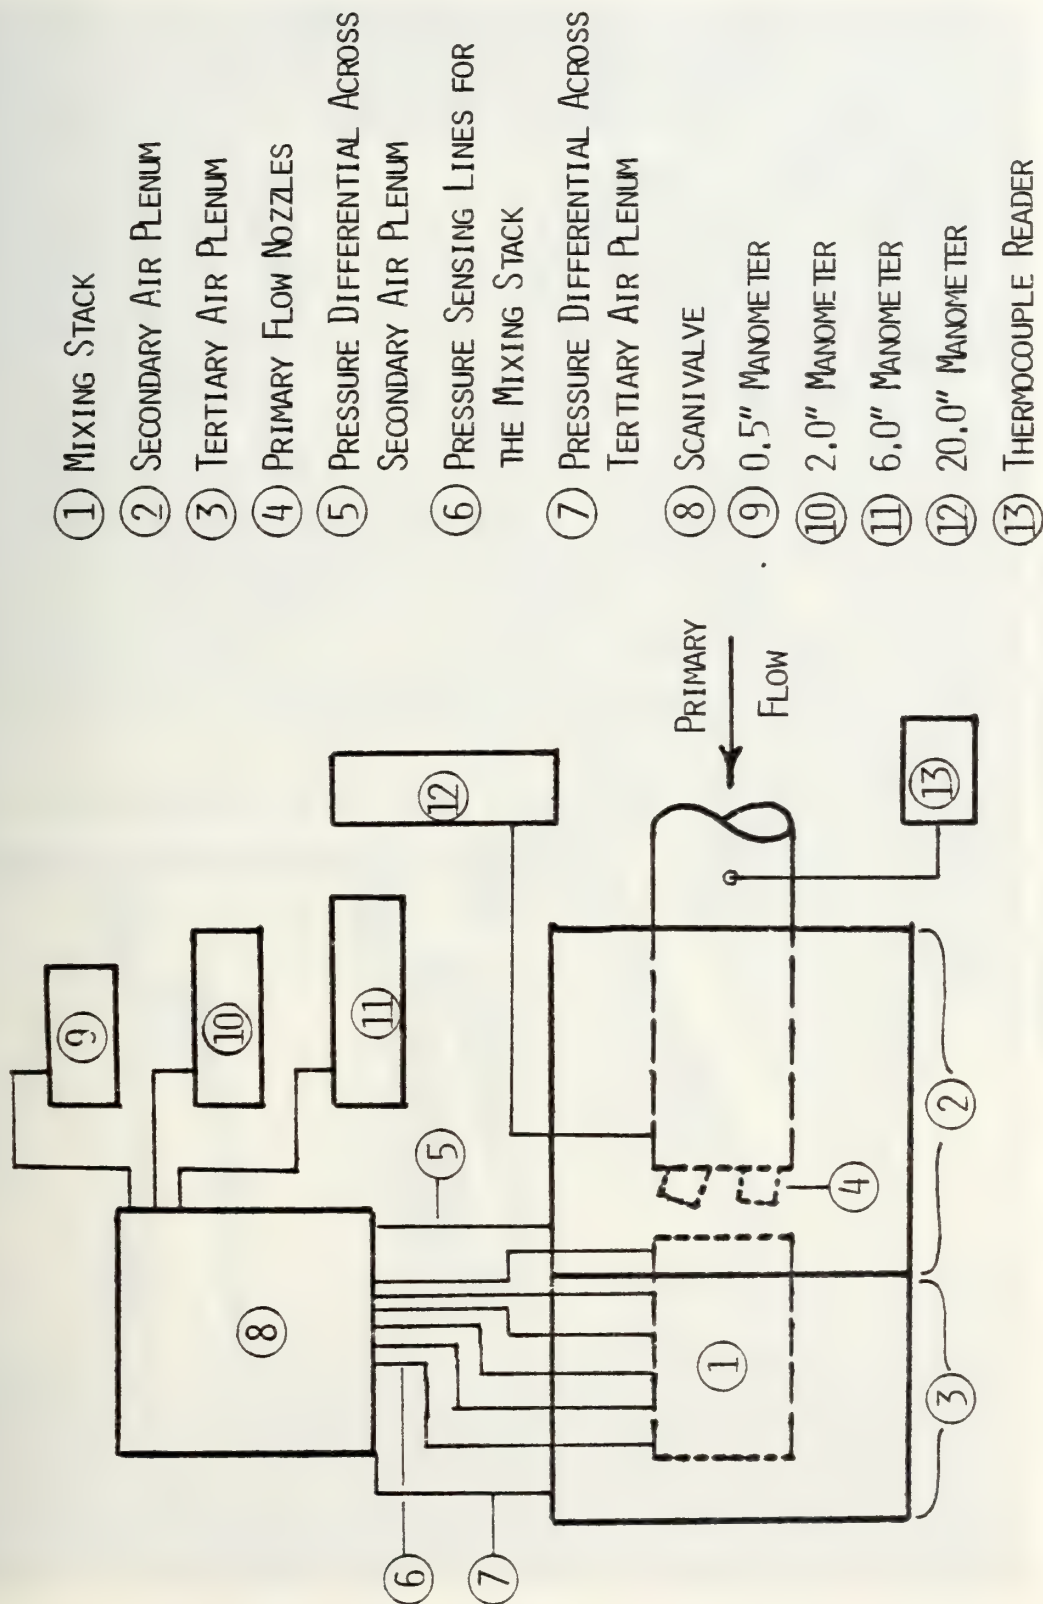 ① MIXING STACK
② SECONDARY AIR PLENUM
③ TERTIARY AIR PLENUM
④ PRIMARY FLOW NOZZLES
⑤ PRESSURE DIFFERENTIAL ACROSS
SECONDARY AIR PLENUM
⑥ PRESSURE SENSING LINES FOR
THE MIXING STACK
⑦ PRESSURE DIFFERENTIAL ACROSS
TERTIARY AIR PLENUM
⑧ SCANIVALVE
⑨ 0.5" MANOMETER
⑩ 2.0" MANOMETER
⑪ 6.0" MANOMETER
⑫ 20.0" MANOMETER
⑬ THERMOCOUPLE READER
⑨
⑩
⑪
⑫
⑧
⑤
⑥
⑦
①
④
②
③
PRIMARY
FLOW
⑬